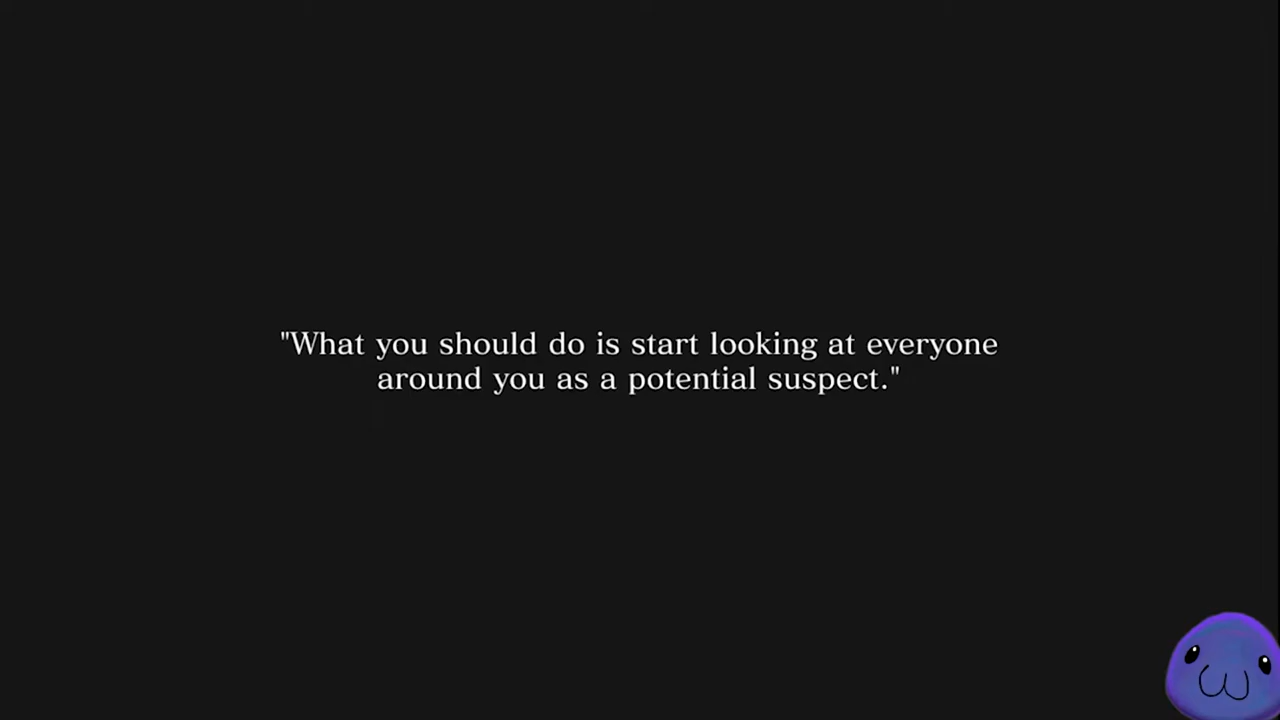 "What you should do is start looking at everyone
around you as a potential suspect."